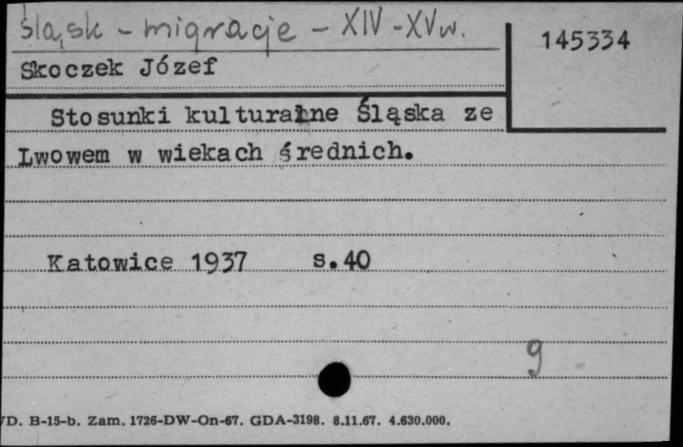 Śląsk - migracje - XIV - XV w.
145334
Skoczek Józef
Stosunki kulturalne Śląska ze
Lwowem w wiekach średnich.
Katowice 1937 s.40
9
D. B-15-b. Zam. 1726-DW-On-67. GDA-3198. 8.11.67. 4.630.000.